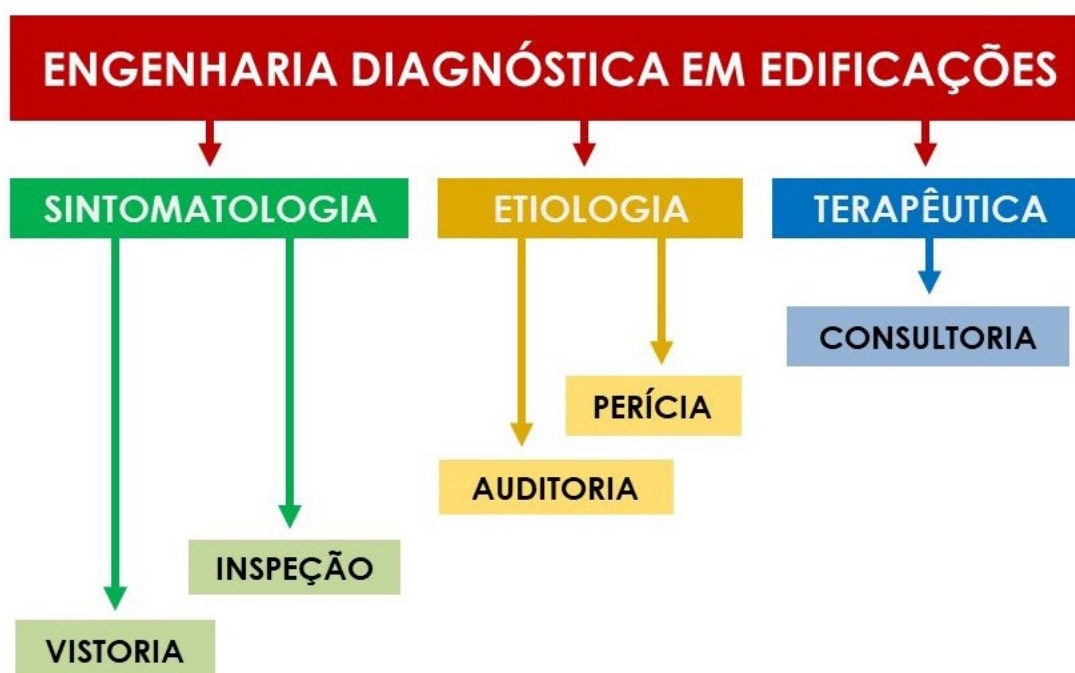 ENGENHARIA DIAGNÓSTICA EM EDIFICAÇÕES
SINTOMATOLOGIA
ETIOLOGIA
TERAPÊUTICA
CONSULTORIA
PERÍCIA
AUDITORIA
INSPEÇÃO
VISTORIA